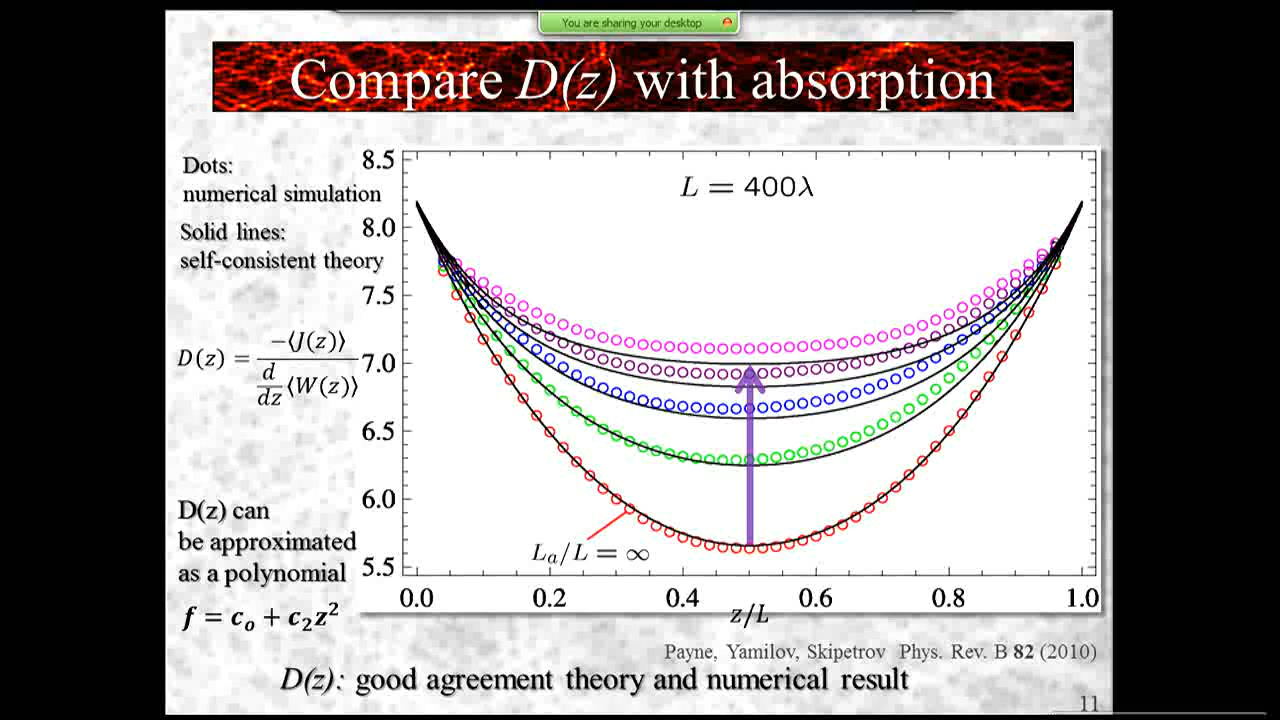 You are sharing your desktop
Compare D(z) with absorption
Dots:
numerical simulation
Solid lines:
self-consistent theory
D(z) = −⟨J(z)⟩ / d/dz ⟨W(z)⟩
D(z) can
be approximated
as a polynomial
f = c₀ + c₂z²
8.5
8.0
7.5
7.0
6.5
6.0
5.5
L = 400λ
Lₐ/L = ∞
0.0 0.2 0.4 0.6 0.8 1.0
z/L
Payne, Yamilov, Skipetrov Phys. Rev. B 82 (2010)
D(z): good agreement theory and numerical result
11